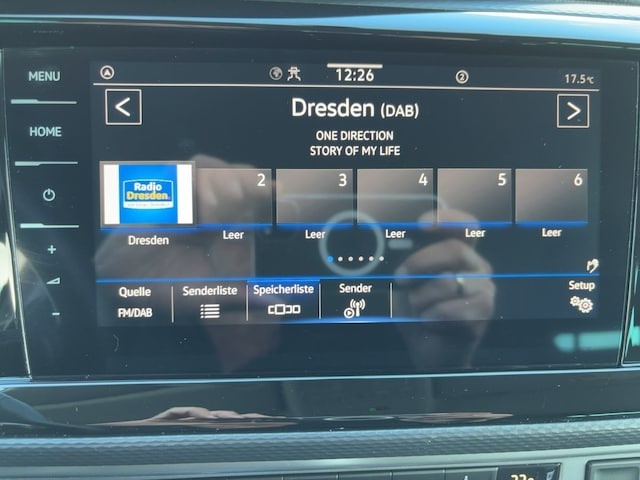 MENU
HOME
12:26
2
17.5°C
Dresden (DAB)
ONE DIRECTION
STORY OF MY LIFE
Radio
Dresden
2
3
4
5
6
Dresden
Leer
Leer
Leer
Leer
Leer
Quelle
FM/DAB
Senderliste
Speicherliste
Sender
Setup